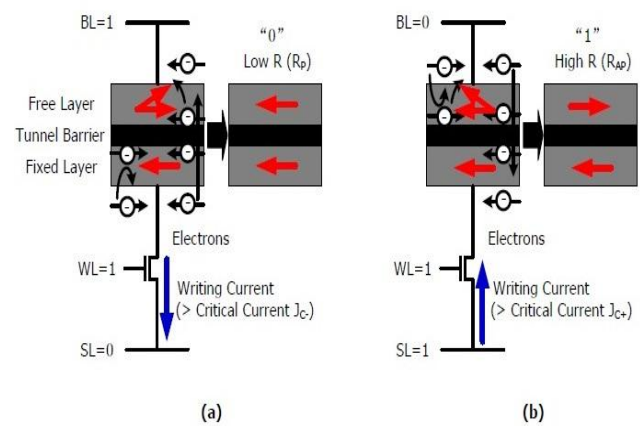 BL=1
"0"
Low R (RP)
Free Layer
Tunnel Barrier
Fixed Layer
Electrons
WL=1
Writing Current
(> Critical Current JC-)
SL=0
(a)
BL=0
"1"
High R (RAP)
Electrons
WL=1
Writing Current
(> Critical Current JC+)
SL=1
(b)